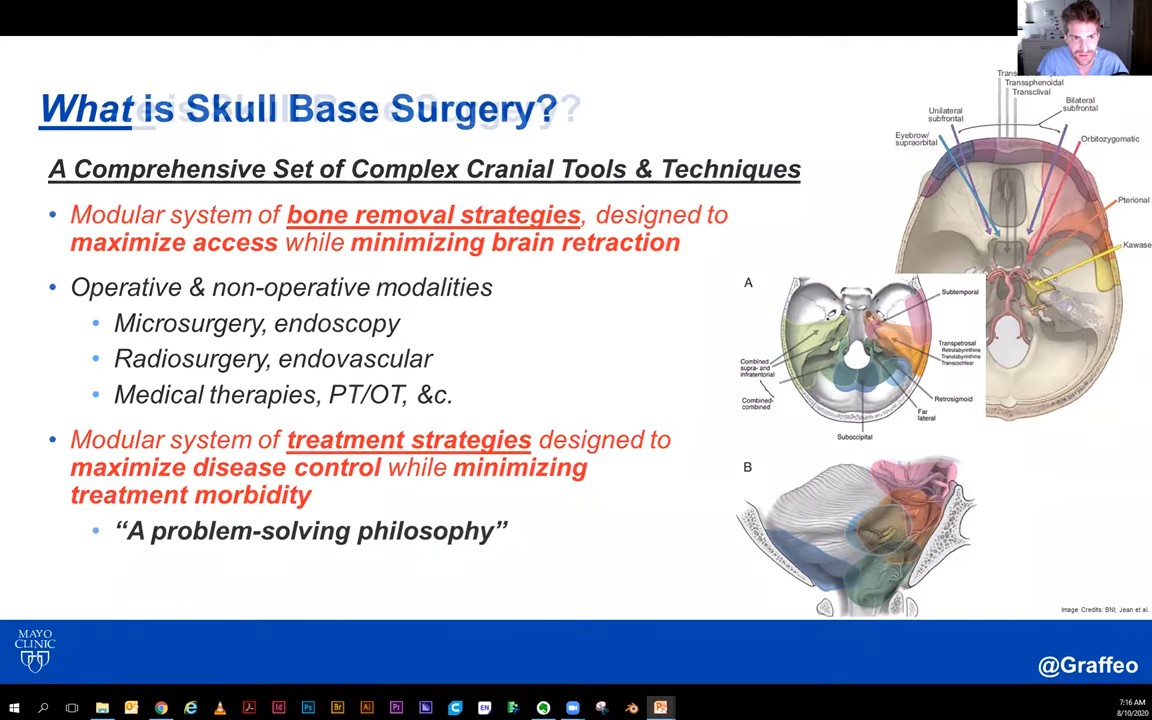 What is Skull Base Surgery?
A Comprehensive Set of Complex Cranial Tools & Techniques
• Modular system of bone removal strategies, designed to
maximize access while minimizing brain retraction
• Operative & non-operative modalities
• Microsurgery, endoscopy
• Radiosurgery, endovascular
• Medical therapies, PT/OT, &c.
• Modular system of treatment strategies designed to
maximize disease control while minimizing
treatment morbidity
• “A problem-solving philosophy”
Transsphenoidal
Transclival
Unilateral
subfrontal
Bilateral
subfrontal
Eyebrow/
supraorbital
Orbitozygomatic
Pterional
Kawase
A
Subtemporal
Transpetrosal
Retrolabyrinthine
Translabyrinthine
Transcochlear
Combined
supra- and
infratentorial
Combined-
combined
Retrosigmoid
Far
lateral
Suboccipital
B
Image Credits: BNI; Jean et al.
MAYO
CLINIC
@Graffeo
7:16 AM
8/10/2020